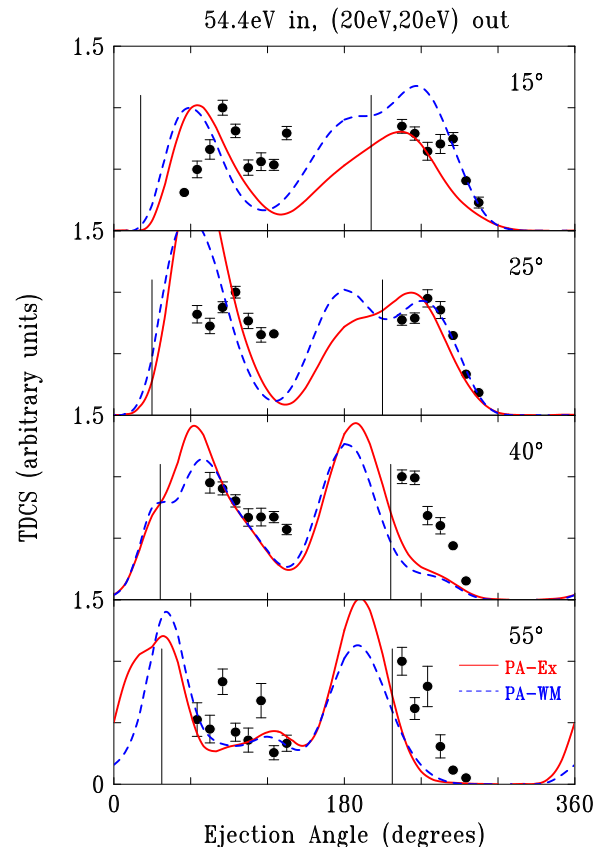 54.4eV in, (20eV,20eV) out
1.5
15°
1.5
25°
1.5
40°
1.5
55°
PA-Ex
PA-WM
0
0 180 360
Ejection Angle (degrees)
TDCS (arbitrary units)